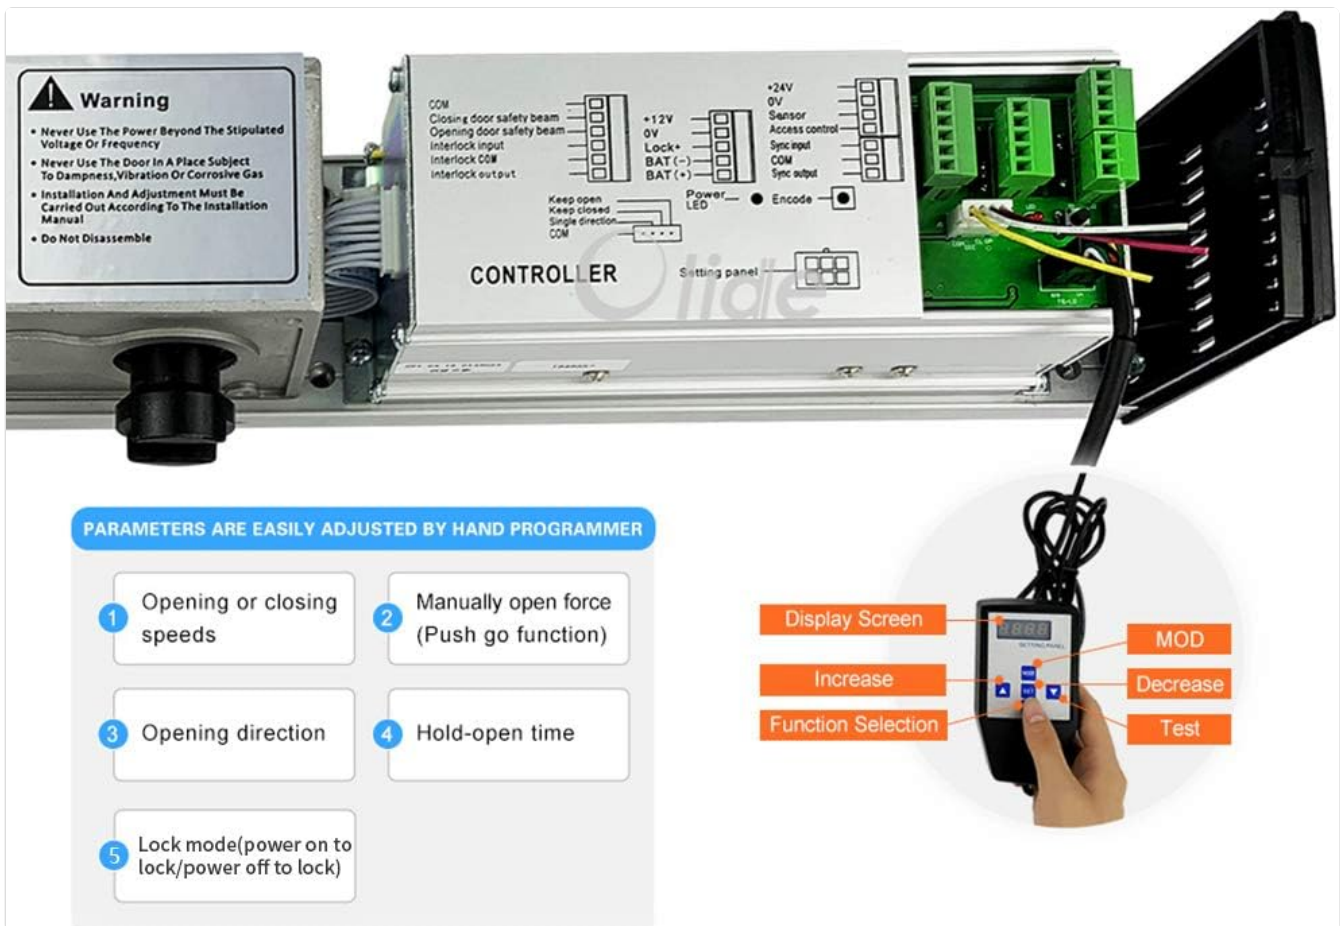 Warning
• Never Use The Power Beyond The Stipulated
Voltage Or Frequency
• Never Use The Door In A Place Subject
To Dampness,Vibration Or Corrosive Gas
• Installation And Adjustment Must Be
Carried Out According To The Installation
Manual
• Do Not Disassemble
COM
Closing door safety beam
Opening door safety beam
Interlock input
Interlock COM
Interlock output
+12V
0V
Lock+
BAT(-)
BAT(+)
+24V
0V
Sensor
Access control
Sync input
COM
Sync output
Power
LED
Encode
Keep open
Keep closed
Single direction
COM
CONTROLLER
Setting panel
Olide
PARAMETERS ARE EASILY ADJUSTED BY HAND PROGRAMMER
1 Opening or closing
speeds
2 Manually open force
(Push go function)
3 Opening direction
4 Hold-open time
5 Lock mode(power on to
lock/power off to lock)
Display Screen
Increase
Function Selection
MOD
Decrease
Test
8888
SETTING PANEL